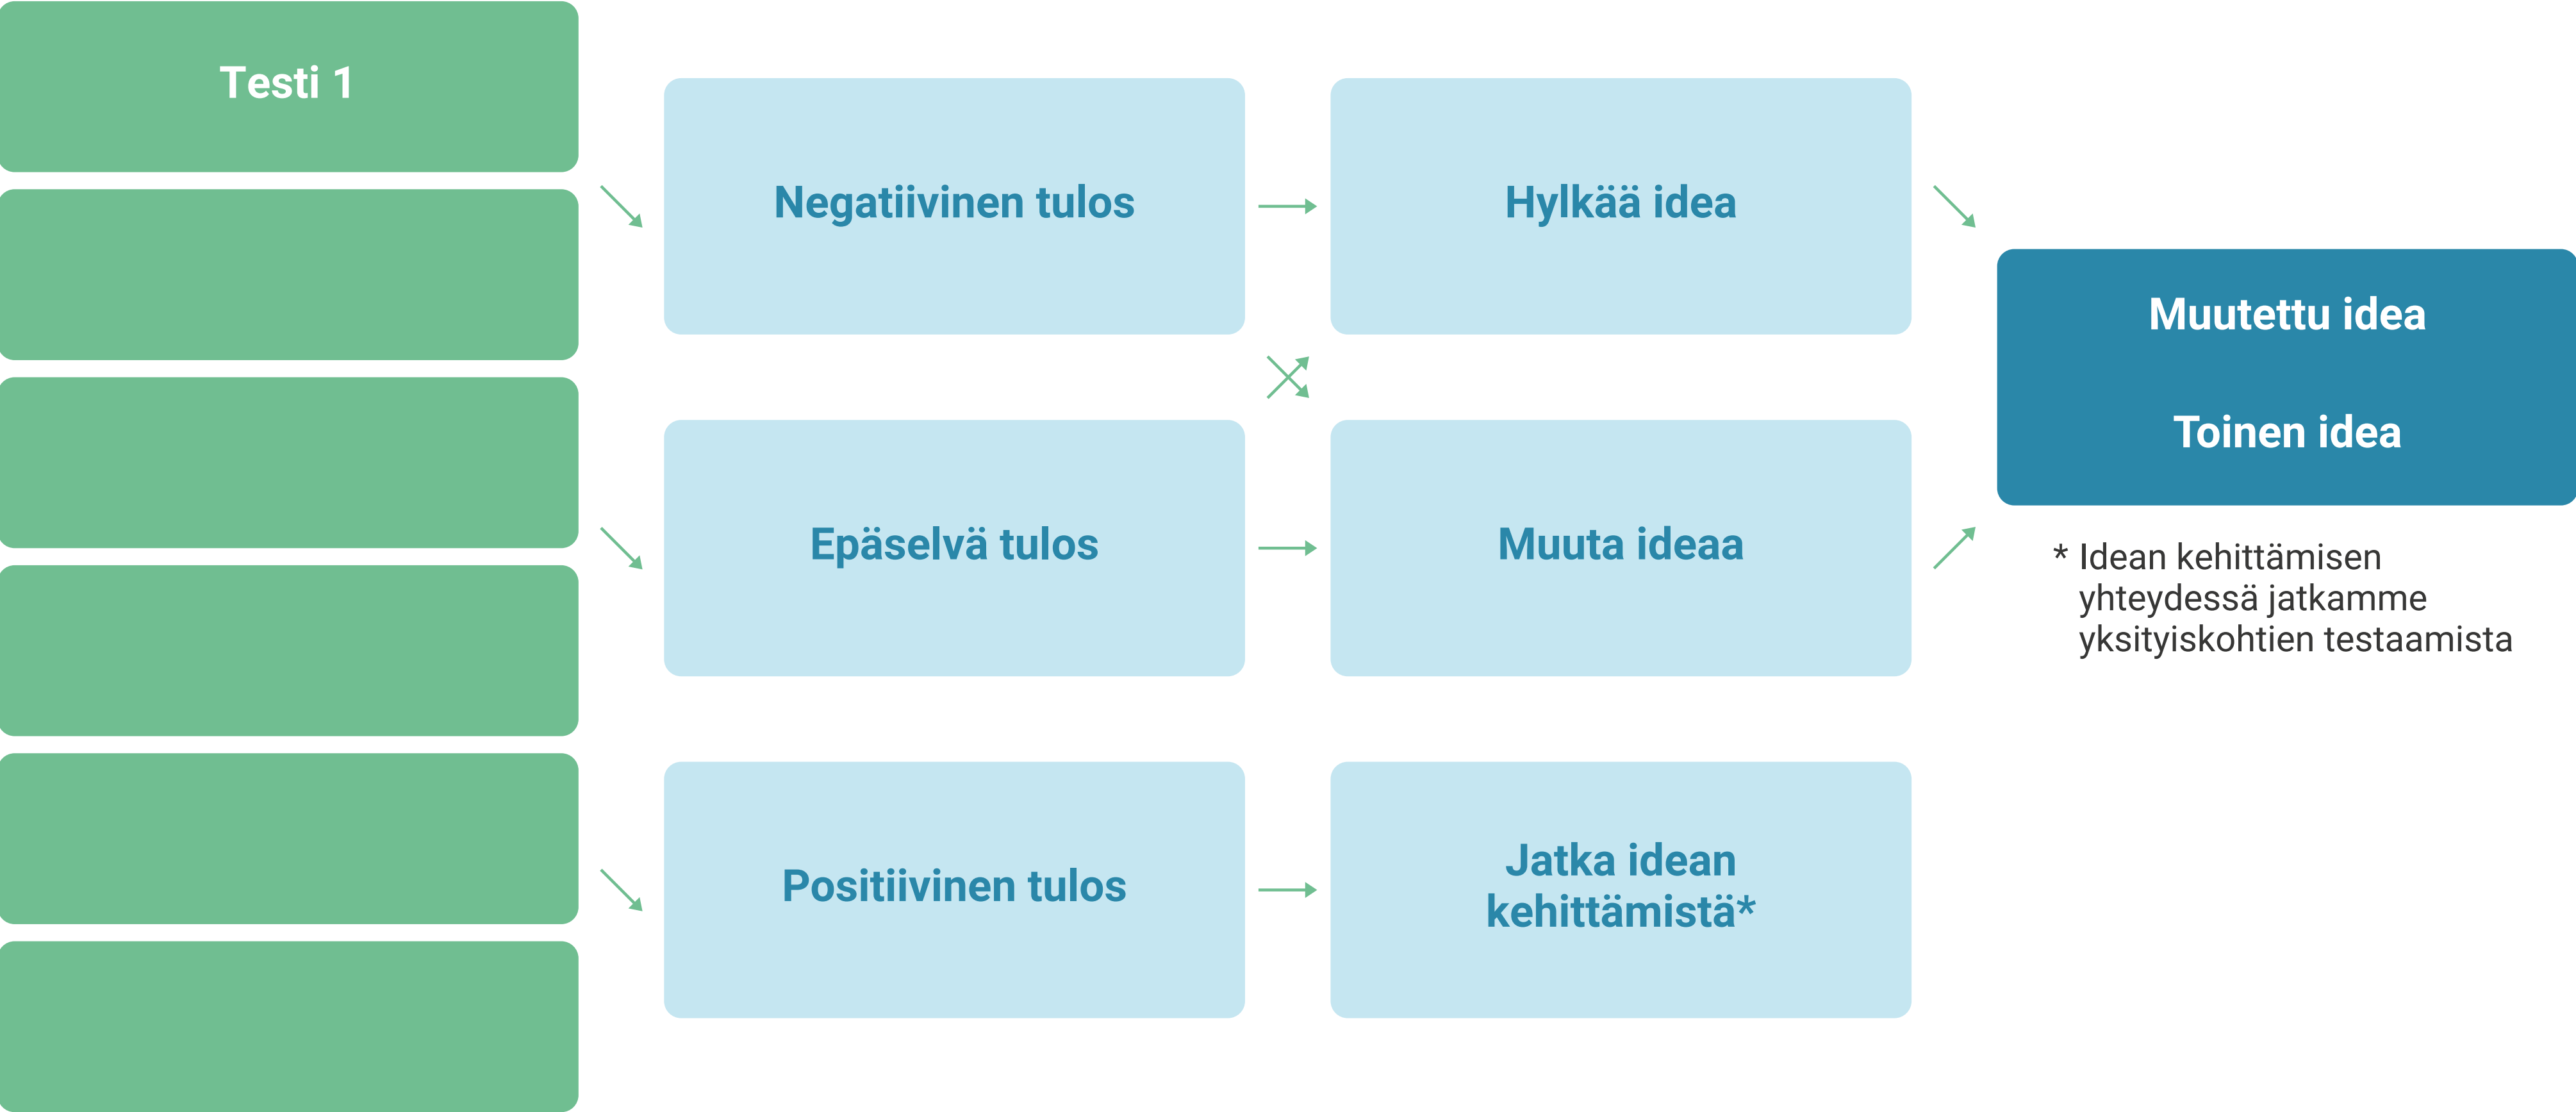 Testi 1
Negatiivinen tulos
Hylkää idea
Muutettu idea
Toinen idea
Epäselvä tulos
Muuta ideaa
* Idean kehittämisen
yhteydessä jatkamme
yksityiskohtien testaamista
Positiivinen tulos
Jatka idean
kehittämistä*